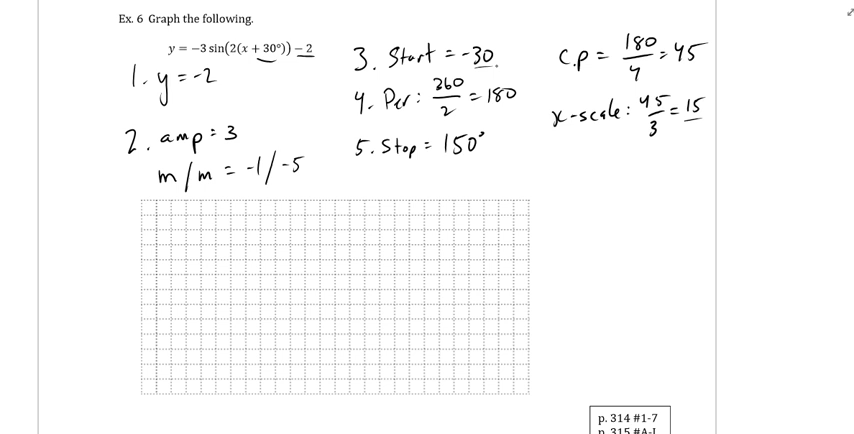 Ex. 6 Graph the following.
y = −3 sin(2(x + 30°)) − 2
1. y = -2
2. amp: 3
m/m = -1/-5
3. Start = -30.
4. Per: 360/2 = 180
5. Stop = 150°
C.P = 180/4 = 45
x-scale: 45/3 = 15
p. 314 #1-7
p. 315 #A-I